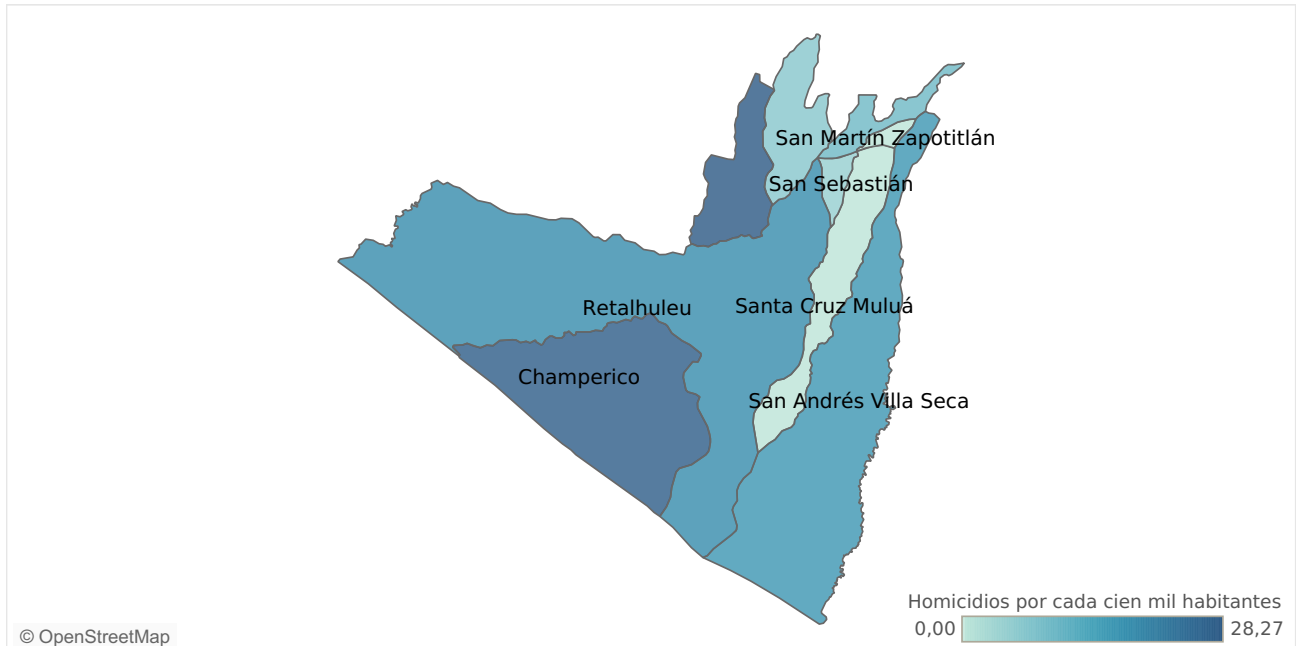 San Martín Zapotitlán
San Sebastián
Santa Cruz Muluá
Retalhuleu
Champerico
San Andrés Villa Seca
Homicidios por cada cien mil habitantes
0,00 28,27
© OpenStreetMap